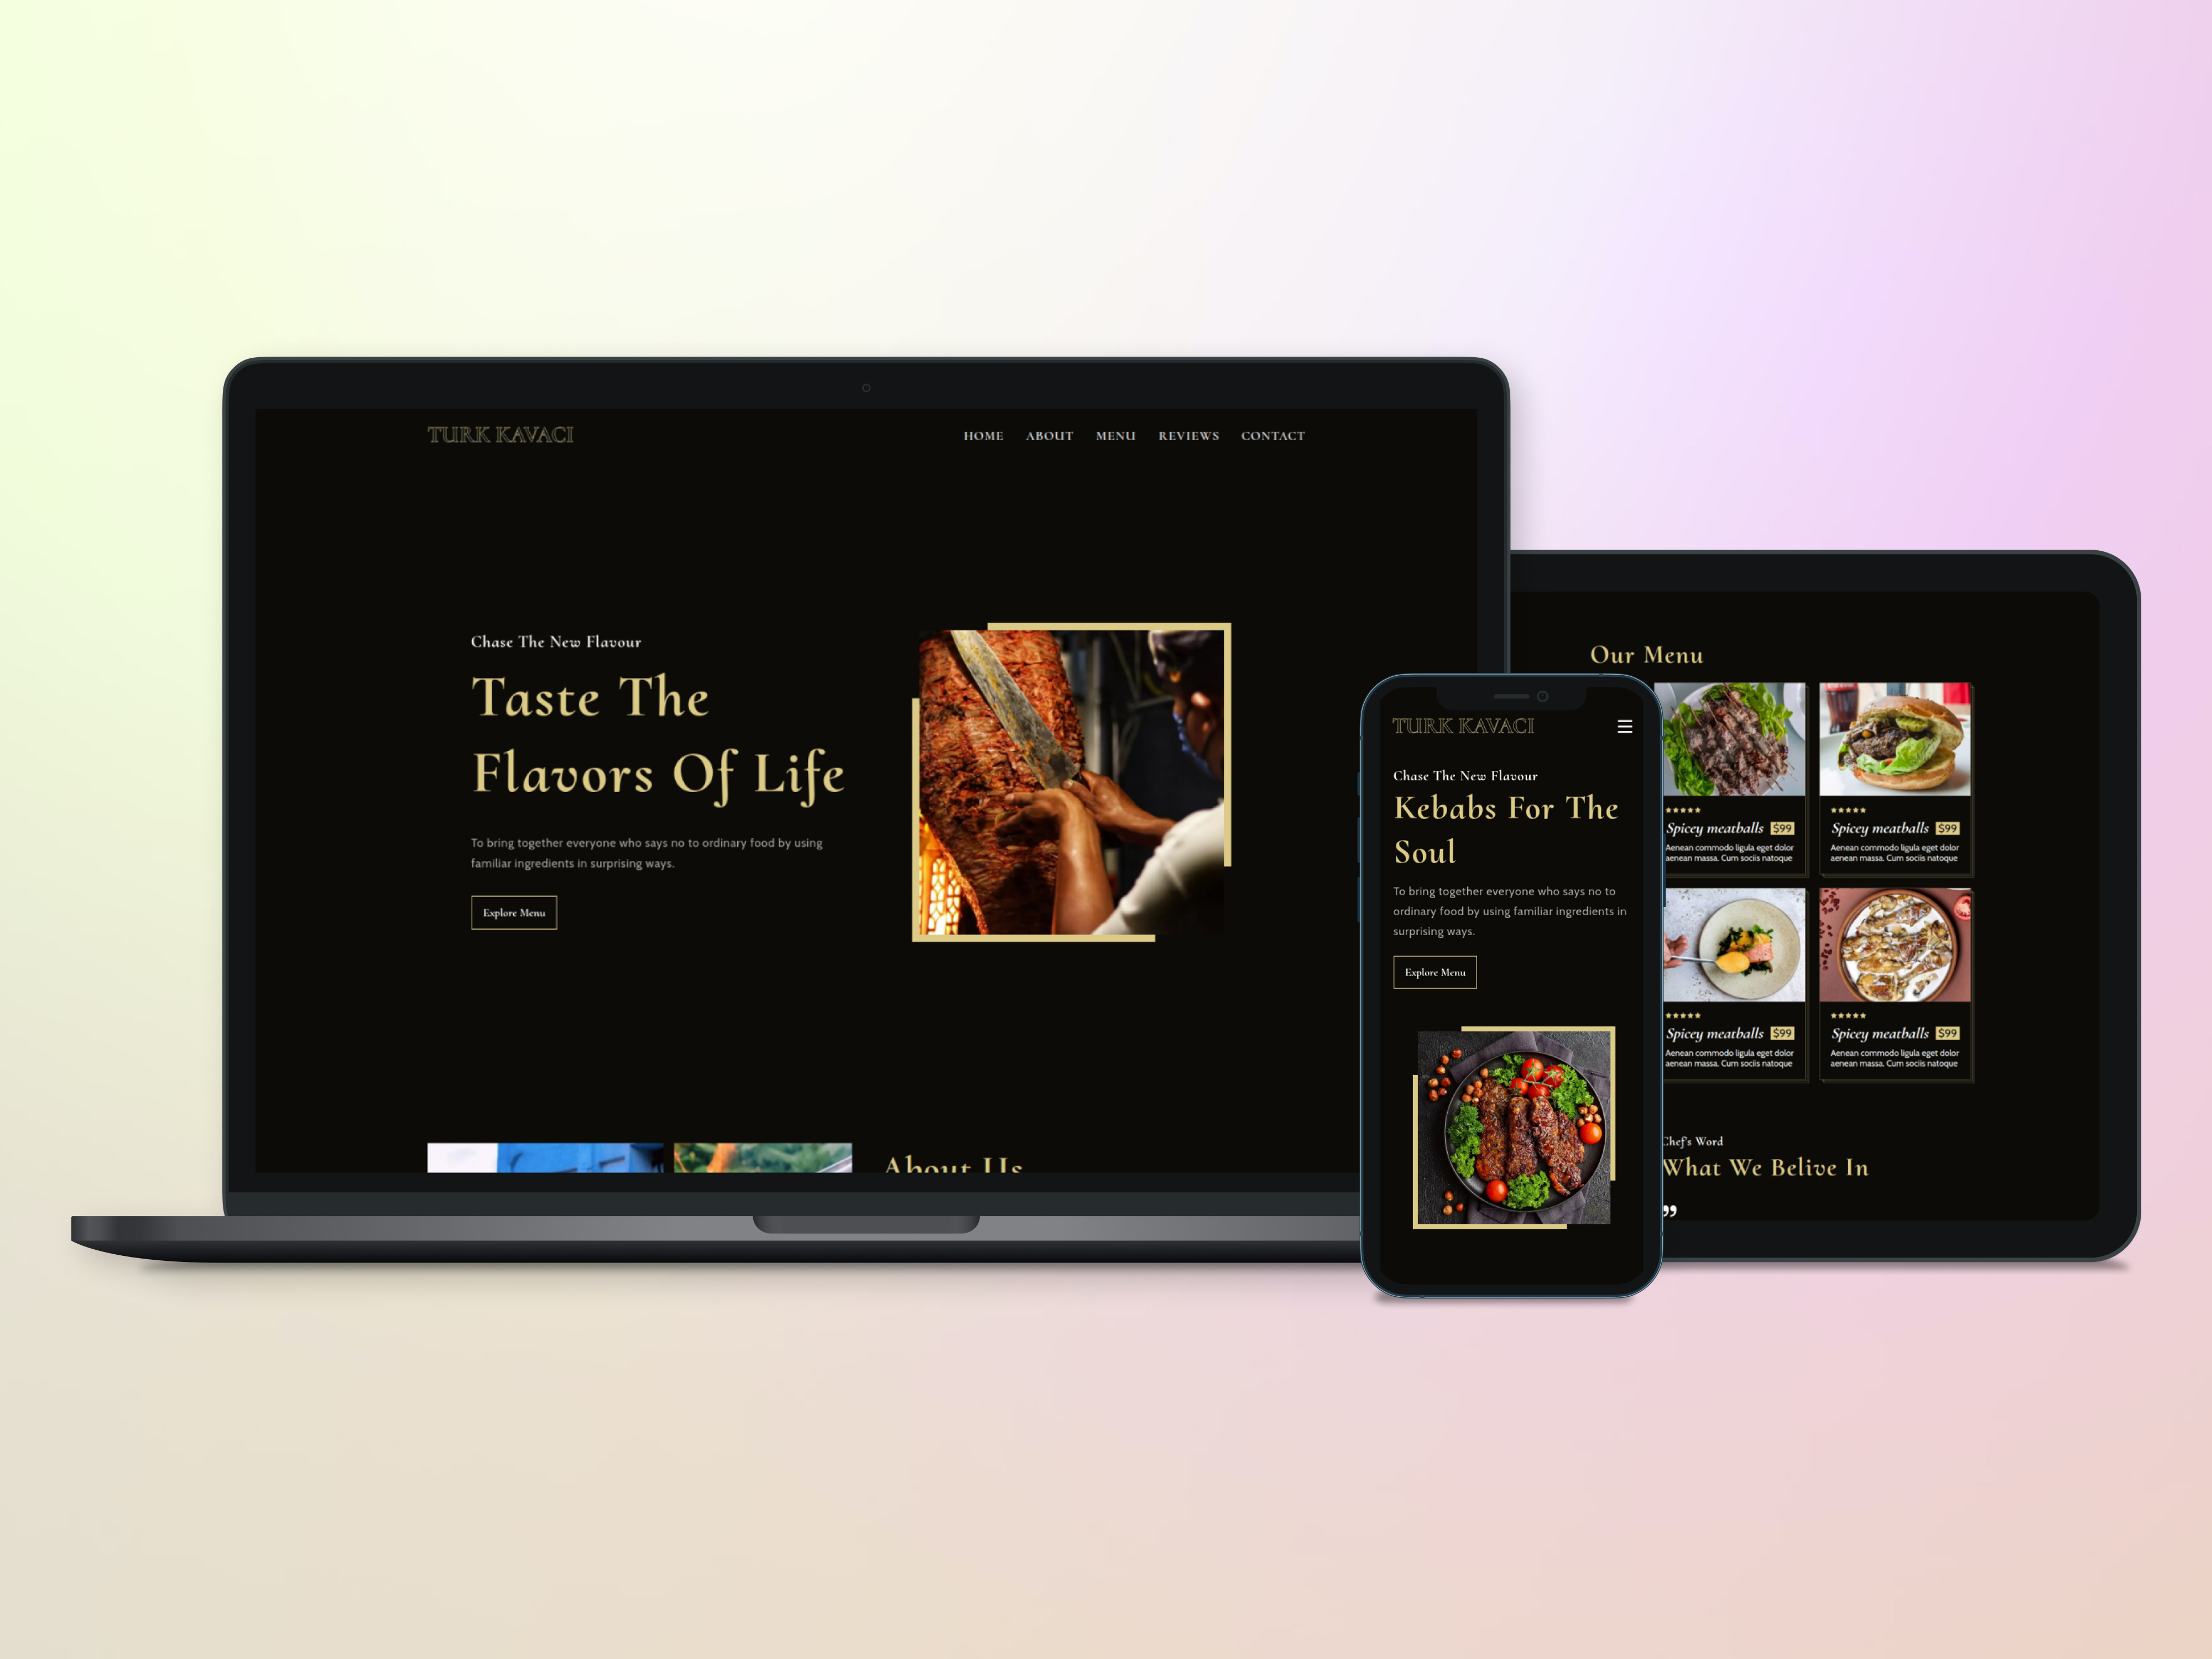 TURK KAVACI
HOME ABOUT MENU REVIEWS CONTACT
Chase The New Flavour
Taste The
Flavors Of Life
To bring together everyone who says no to ordinary food by using
familiar ingredients in surprising ways.
Explore Menu
About Us
TURK KAVACI
Chase The New Flavour
Kebabs For The
Soul
To bring together everyone who says no to
ordinary food by using familiar ingredients in
surprising ways.
Explore Menu
Our Menu
Spicey meatballs $99
Aenean commodo ligula eget dolor
aenean massa. Cum sociis natoque
Spicey meatballs $99
Aenean commodo ligula eget dolor
aenean massa. Cum sociis natoque
Spicey meatballs $99
Aenean commodo ligula eget dolor
aenean massa. Cum sociis natoque
Spicey meatballs $99
Aenean commodo ligula eget dolor
aenean massa. Cum sociis natoque
Chef's Word
What We Belive In
”